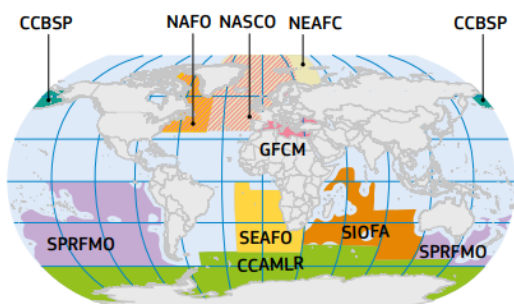 CCBSP NAFO NASCO NEAFC CCBSP
GFCM
SPRFMO SEAFO SIOFA SPRFMO
CCAMLR